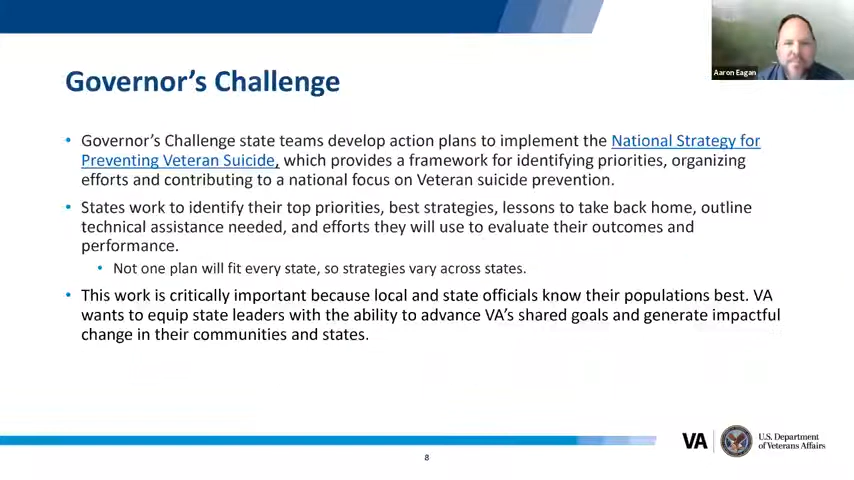 Aaron Eagan
Governor's Challenge
• Governor's Challenge state teams develop action plans to implement the National Strategy for
Preventing Veteran Suicide, which provides a framework for identifying priorities, organizing
efforts and contributing to a national focus on Veteran suicide prevention.
• States work to identify their top priorities, best strategies, lessons to take back home, outline
technical assistance needed, and efforts they will use to evaluate their outcomes and
performance.
• Not one plan will fit every state, so strategies vary across states.
• This work is critically important because local and state officials know their populations best. VA
wants to equip state leaders with the ability to advance VA's shared goals and generate impactful
change in their communities and states.
VA
U.S. Department
of Veterans Affairs
8